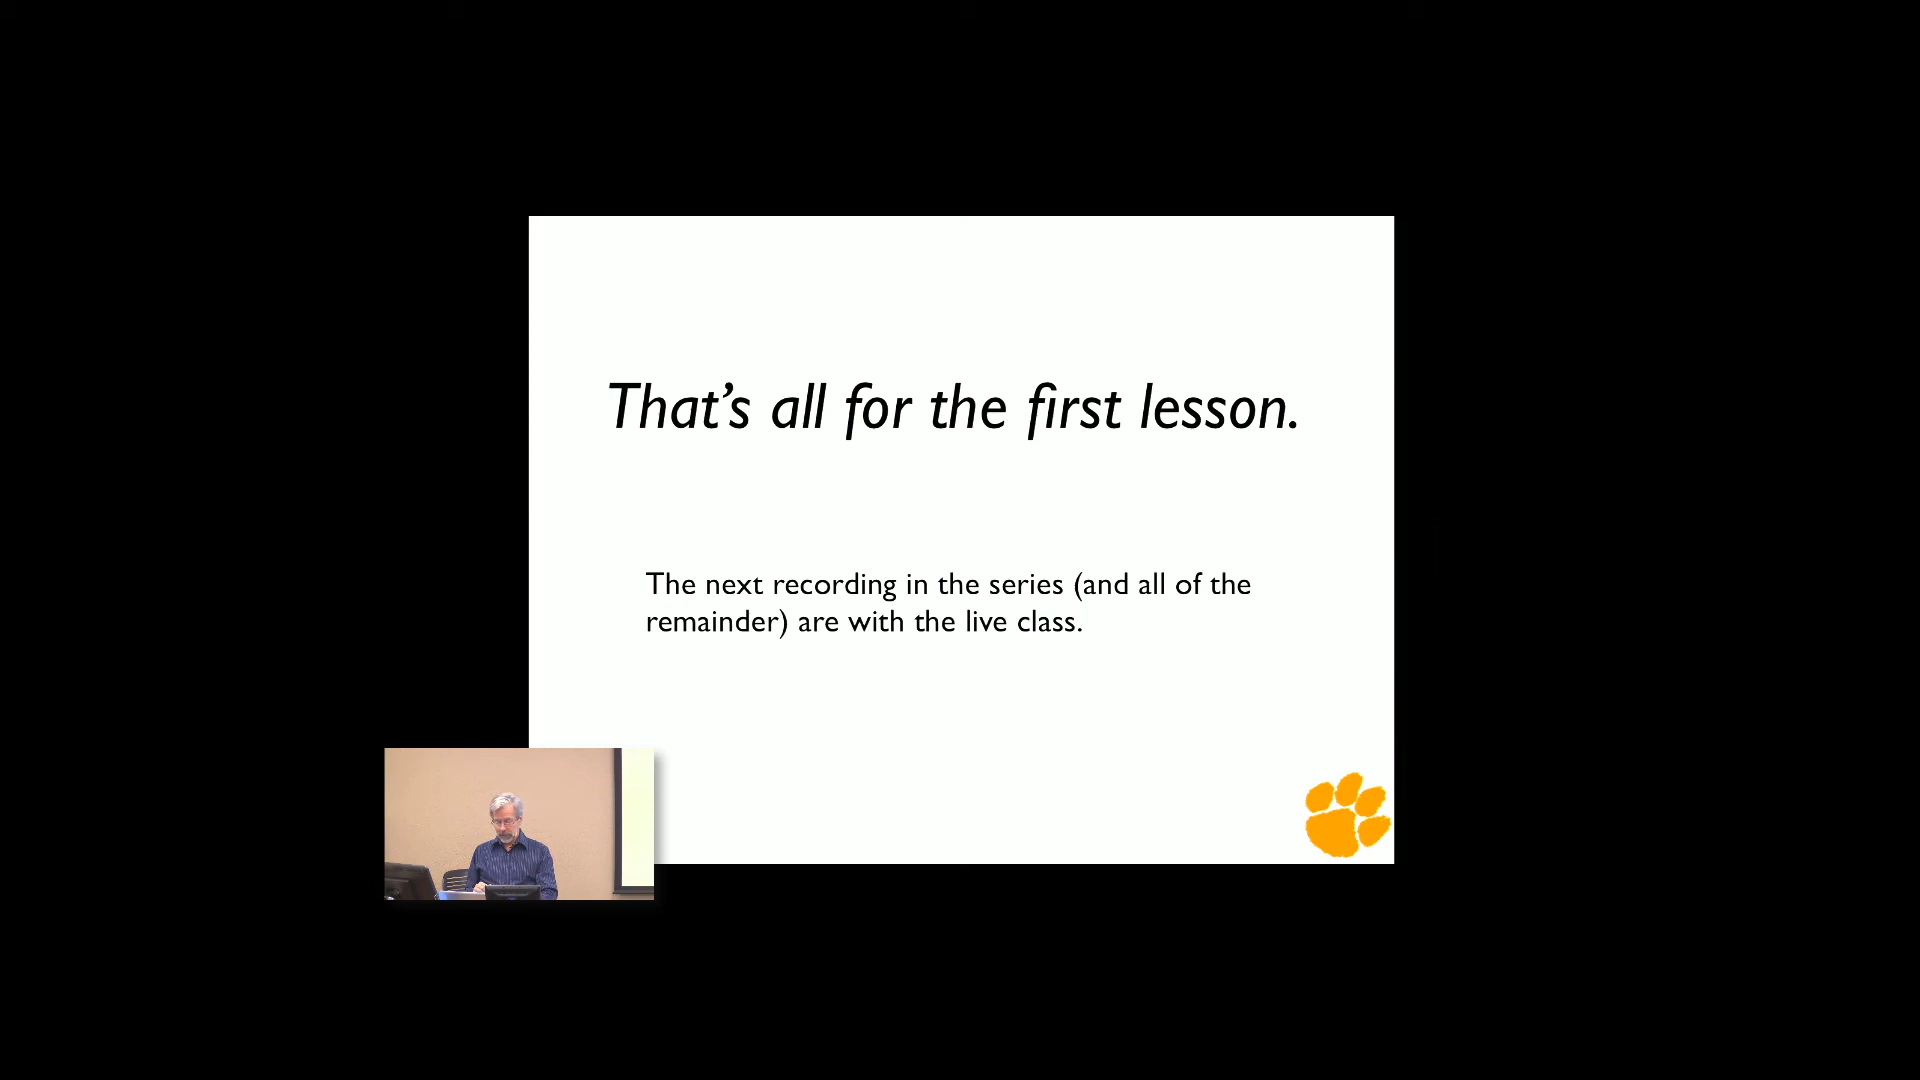 That’s all for the first lesson.
The next recording in the series (and all of the
remainder) are with the live class.